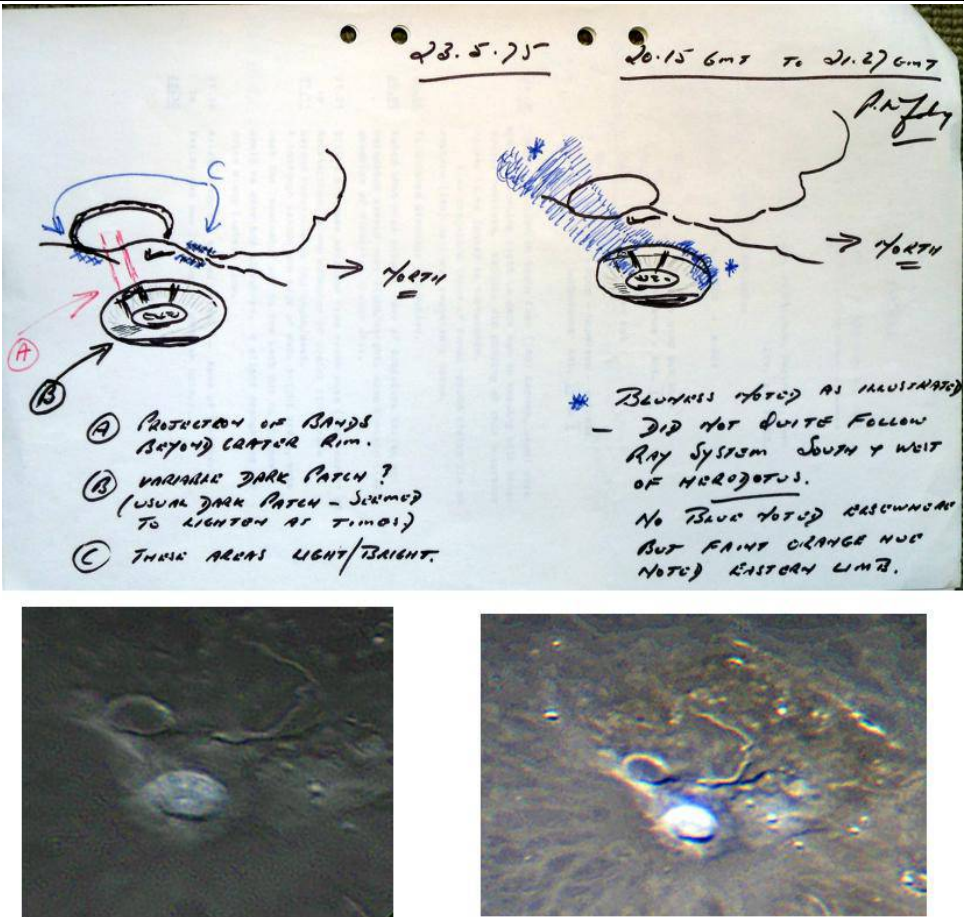 23.5.75
20.15 GMT TO 21.27 GMT
C
NORTH
NORTH
A
B
A PROJECTION OF BANDS
BEYOND CRATER RIM.
B VARIABLE DARK PATCH?
(USUAL DARK PATCH - SEEMED
TO LIGHTEN AT TIMES)
C THESE AREAS LIGHT/BRIGHT.
* BLUENESS NOTED AS ILLUSTRATED
— DID NOT QUITE FOLLOW
RAY SYSTEM SOUTH & WEST
OF HERODOTUS.
NO BLUE NOTED ELSEWHERE
BUT FAINT ORANGE HUE
NOTED EASTERN LIMB.